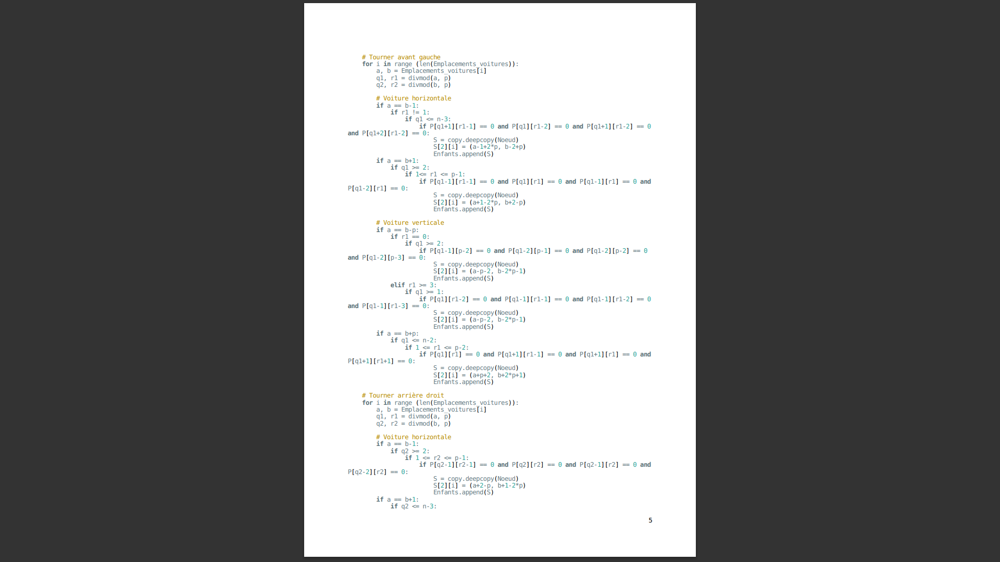 # Tourner avant gauche
for i in range (len(Emplacements_voitures)):
a, b = Emplacements_voitures[i]
q1, r1 = divmod(a, p)
q2, r2 = divmod(b, p)
# Voiture horizontale
if a == b-1:
if r1 != 1:
if q1 <= n-3:
if P[q1+1][r1-1] == 0 and P[q1][r1-2] == 0 and P[q1+1][r1-2] == 0
and P[q1+2][r1-2] == 0:
S = copy.deepcopy(Noeud)
S[2][i] = (a-1+2*p, b-2+p)
Enfants.append(S)
if a == b+1:
if q1 >= 2:
if 1<= r1 <= p-1:
if P[q1-1][r1-1] == 0 and P[q1][r1] == 0 and P[q1-1][r1] == 0 and
P[q1-2][r1] == 0:
S = copy.deepcopy(Noeud)
S[2][i] = (a+1-2*p, b+2-p)
Enfants.append(S)
# Voiture verticale
if a == b-p:
if r1 == 0:
if q1 >= 2:
if P[q1-1][p-2] == 0 and P[q1-2][p-1] == 0 and P[q1-2][p-2] == 0
and P[q1-2][p-3] == 0:
S = copy.deepcopy(Noeud)
S[2][i] = (a-p-2, b-2*p-1)
Enfants.append(S)
elif r1 >= 3:
if q1 >= 1:
if P[q1][r1-2] == 0 and P[q1-1][r1-1] == 0 and P[q1-1][r1-2] == 0
and P[q1-1][r1-3] == 0:
S = copy.deepcopy(Noeud)
S[2][i] = (a-p-2, b-2*p-1)
Enfants.append(S)
if a == b+p:
if q1 <= n-2:
if 1 <= r1 <= p-2:
if P[q1][r1] == 0 and P[q1+1][r1-1] == 0 and P[q1+1][r1] == 0 and
P[q1+1][r1+1] == 0:
S = copy.deepcopy(Noeud)
S[2][i] = (a+p+2, b+2*p+1)
Enfants.append(S)
# Tourner arrière droit
for i in range (len(Emplacements_voitures)):
a, b = Emplacements_voitures[i]
q1, r1 = divmod(a, p)
q2, r2 = divmod(b, p)
# Voiture horizontale
if a == b-1:
if q2 >= 2:
if 1 <= r2 <= p-1:
if P[q2-1][r2-1] == 0 and P[q2][r2] == 0 and P[q2-1][r2] == 0 and
P[q2-2][r2] == 0:
S = copy.deepcopy(Noeud)
S[2][i] = (a+2-p, b+1-2*p)
Enfants.append(S)
if a == b+1:
if q2 <= n-3:
5